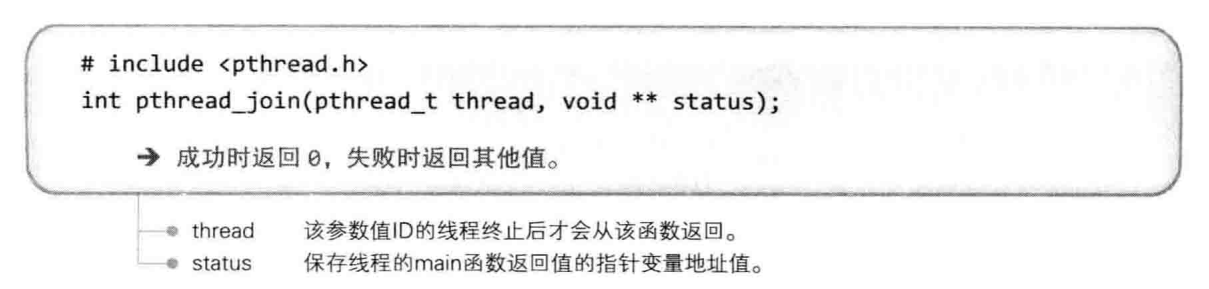 # include <pthread.h>
int pthread_join(pthread_t thread, void ** status);
→ 成功时返回 0, 失败时返回其他值。
thread 该参数值ID的线程终止后才会从该函数返回。
status 保存线程的main函数返回值的指针变量地址值。